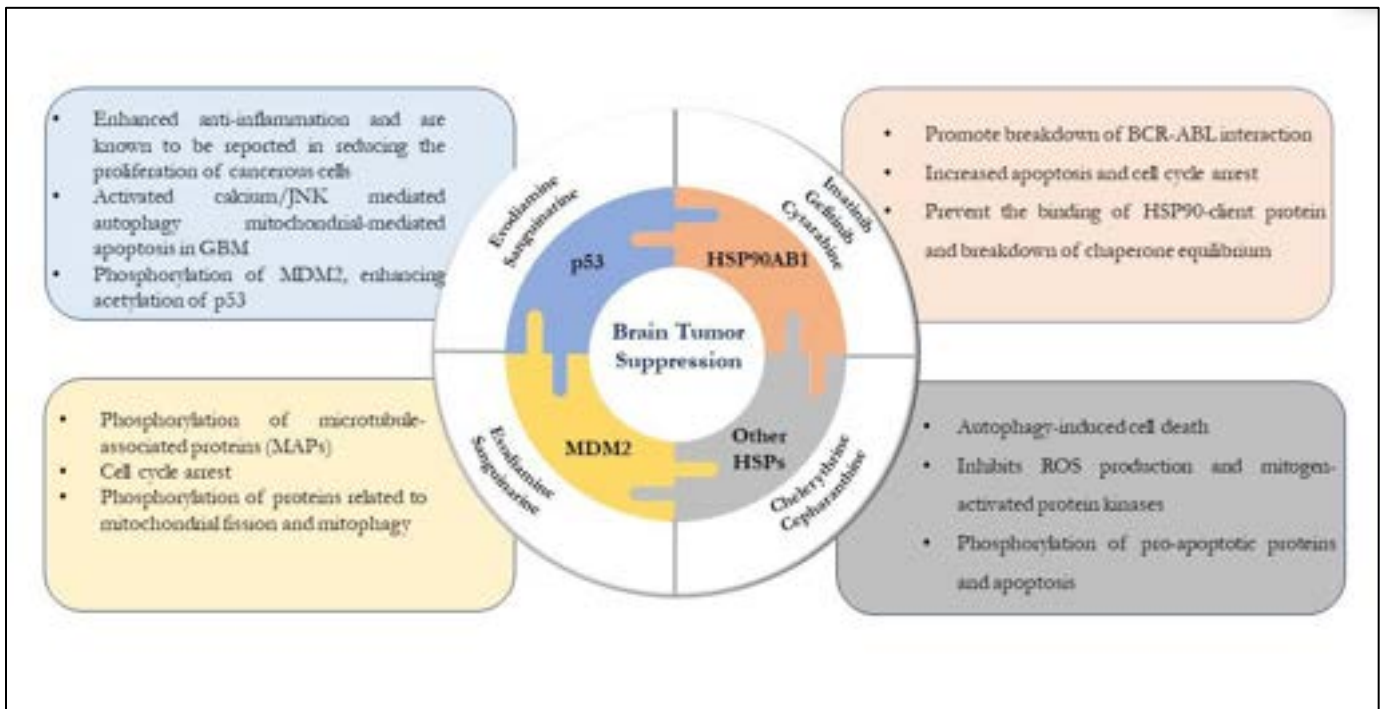 Enhanced anti-inflammation and are
known to be reported in reducing the
proliferation of cancerous cells
Activated calcium/JNK mediated
autophagy mitochondrial-mediated
apoptosis in GBM
Phosphorylation of MDM2, enhancing
acetylation of p53
Evodiamine
Sanguinarine
p53
Imatinib
Gefitinib
Cytarabine
HSP90AB1
Promote breakdown of BCR-ABL interaction
Increased apoptosis and cell cycle arrest
Prevent the binding of HSP90-client protein
and breakdown of chaperone equilibrium
Brain Tumor
Suppression
Phosphorylation of microtubule-
associated proteins (MAPs)
Cell cycle arrest
Phosphorylation of proteins related to
mitochondrial fission and mitophagy
Evodiamine
Sanguinarine
MDM2
Other
HSPs
Chelerythrine
Cepharanthine
Autophagy-induced cell death
Inhibits ROS production and mitogen-
activated protein kinases
Phosphorylation of pro-apoptotic proteins
and apoptosis